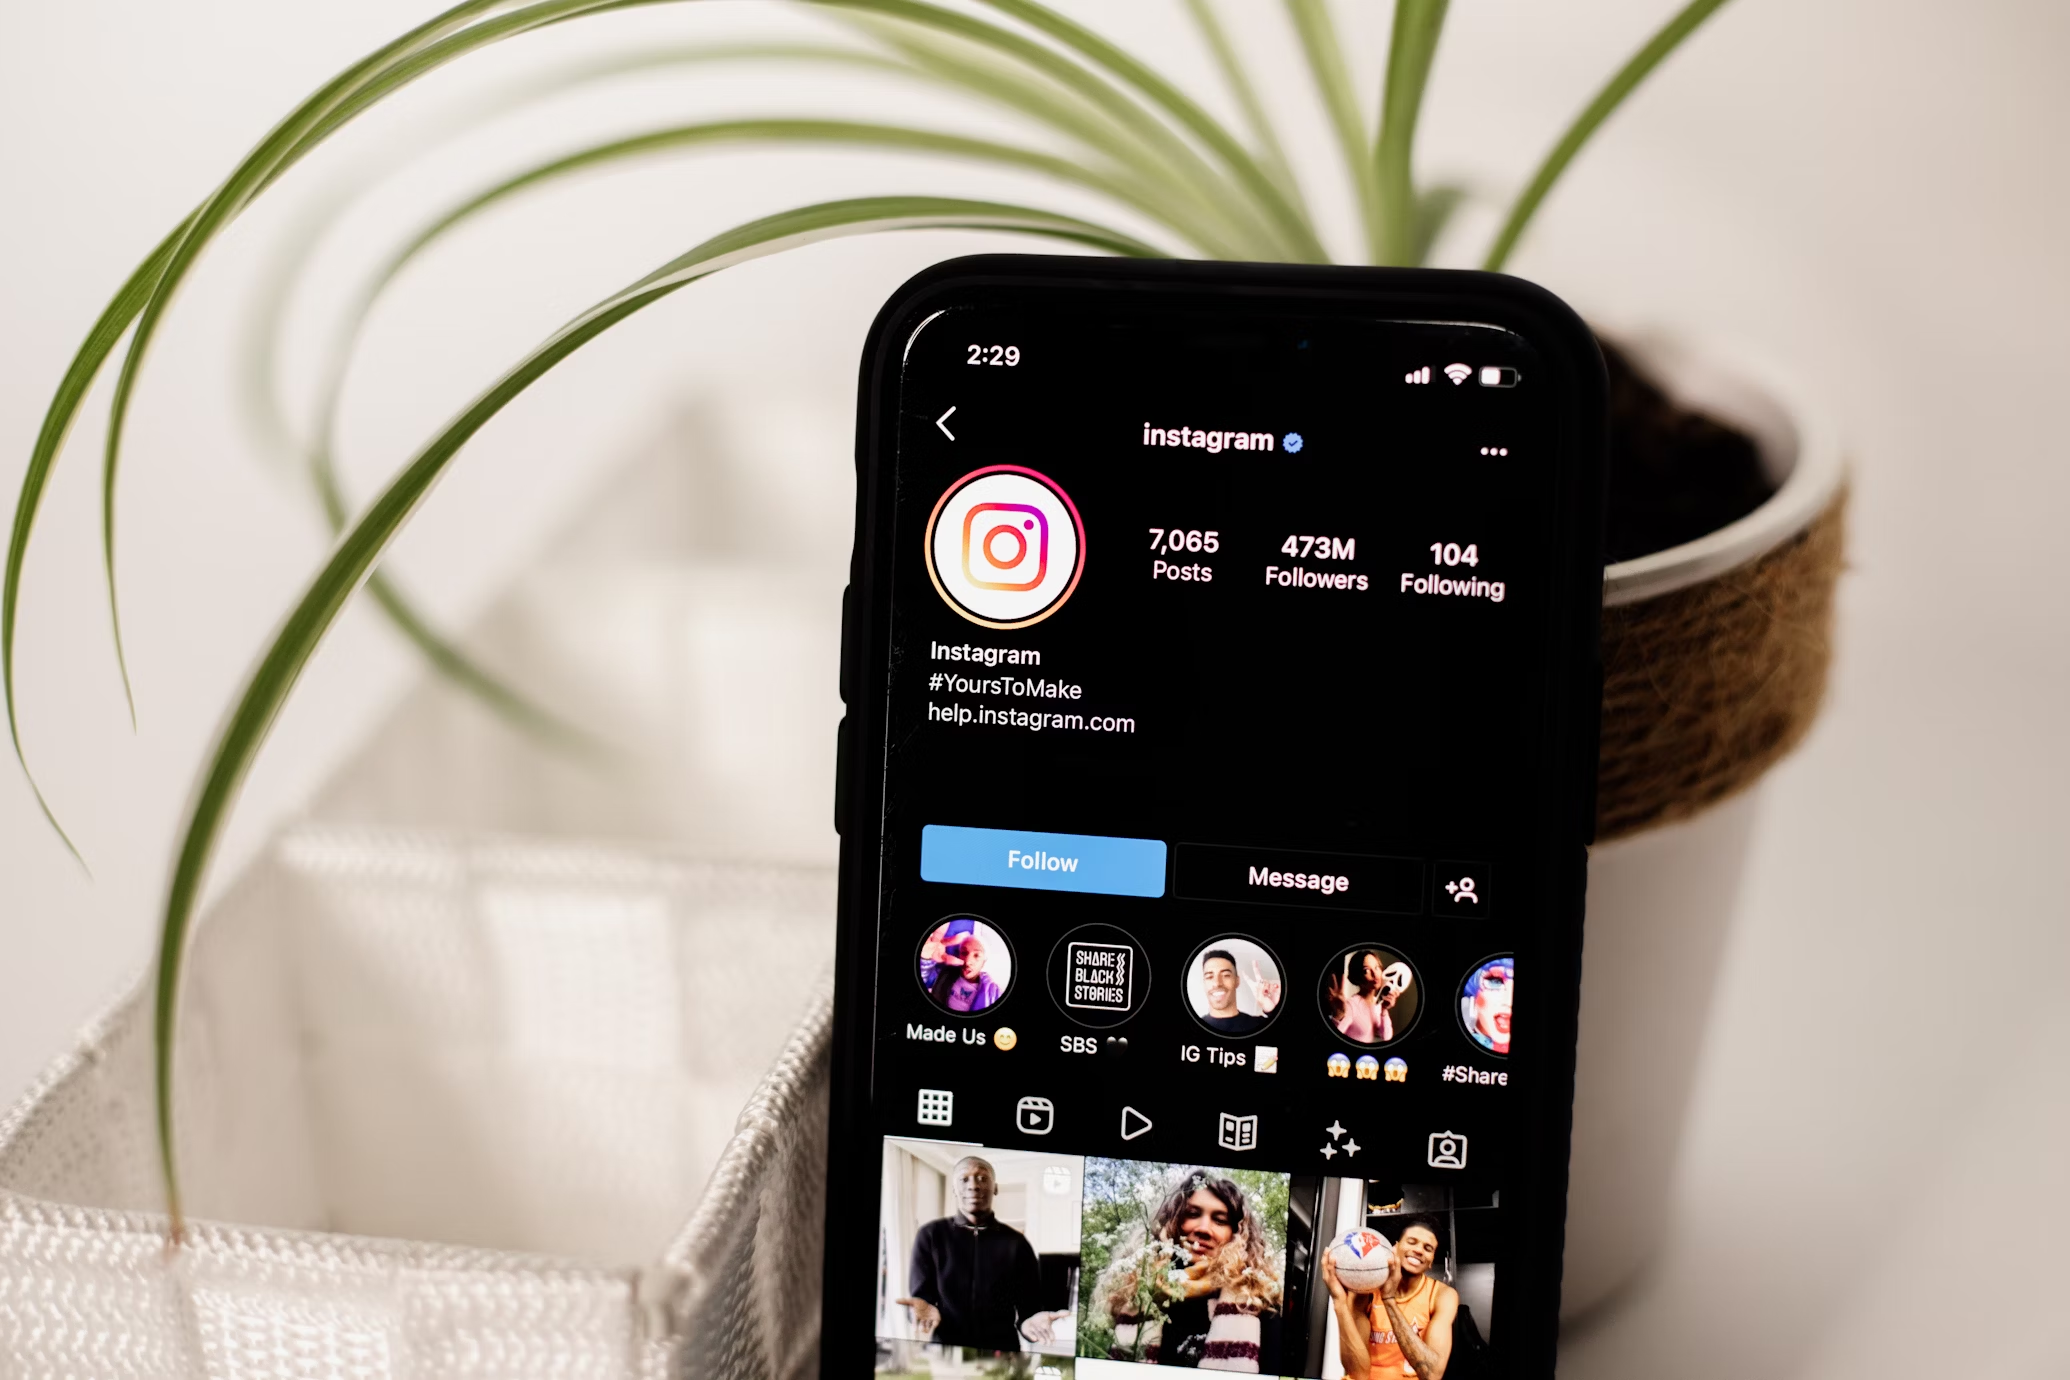 2:29
instagram
7,065 473M 104
Posts Followers Following
Instagram
#YoursToMake
help.instagram.com
Follow Message
SHARE
BLACK
STORIES
Made Us 😊 SBS 🖤 IG Tips 📝 😱😱😱 #Share